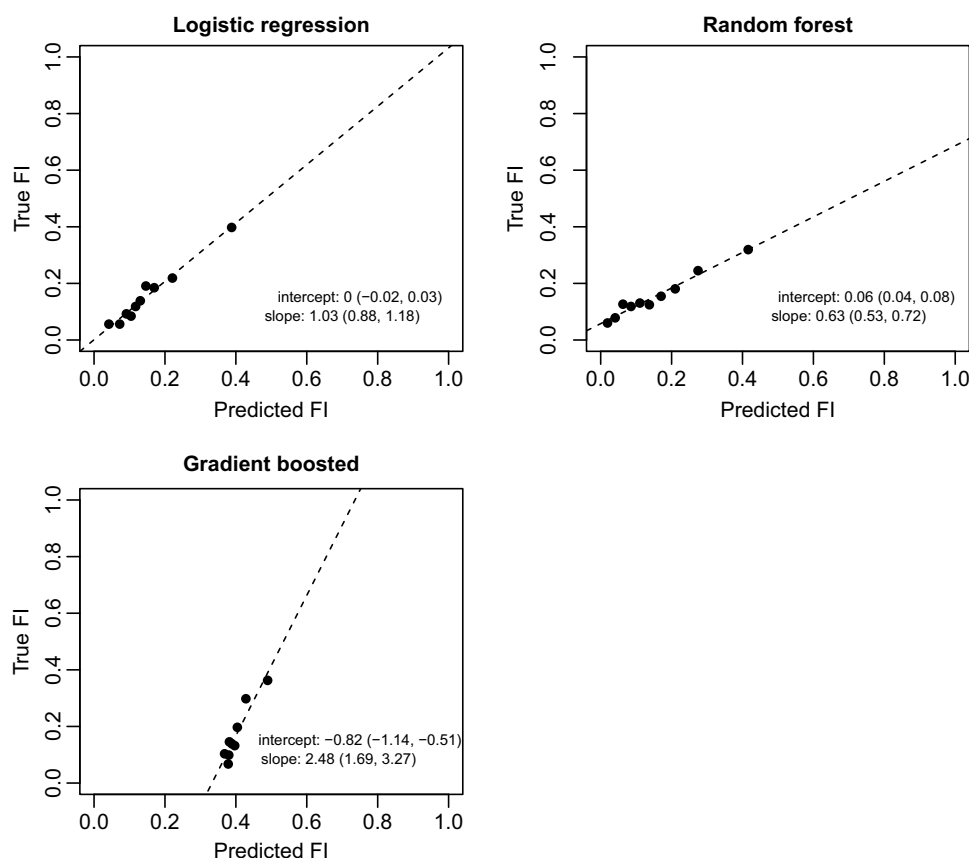 Logistic regression
1.0
0.8
0.6
0.4
0.2
0.0
True FI
intercept: 0 (−0.02, 0.03)
slope: 1.03 (0.88, 1.18)
0.0 0.2 0.4 0.6 0.8 1.0
Predicted FI
Random forest
1.0
0.8
0.6
0.4
0.2
0.0
True FI
intercept: 0.06 (0.04, 0.08)
slope: 0.63 (0.53, 0.72)
0.0 0.2 0.4 0.6 0.8 1.0
Predicted FI
Gradient boosted
1.0
0.8
0.6
0.4
0.2
0.0
True FI
intercept: −0.82 (−1.14, −0.51)
slope: 2.48 (1.69, 3.27)
0.0 0.2 0.4 0.6 0.8 1.0
Predicted FI